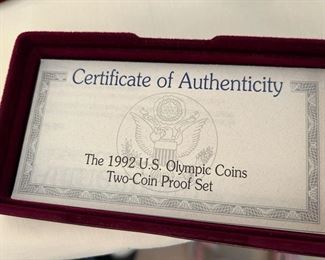 Certificate of Authenticity
The 1992 U.S. Olympic Coins
Two-Coin Proof Set